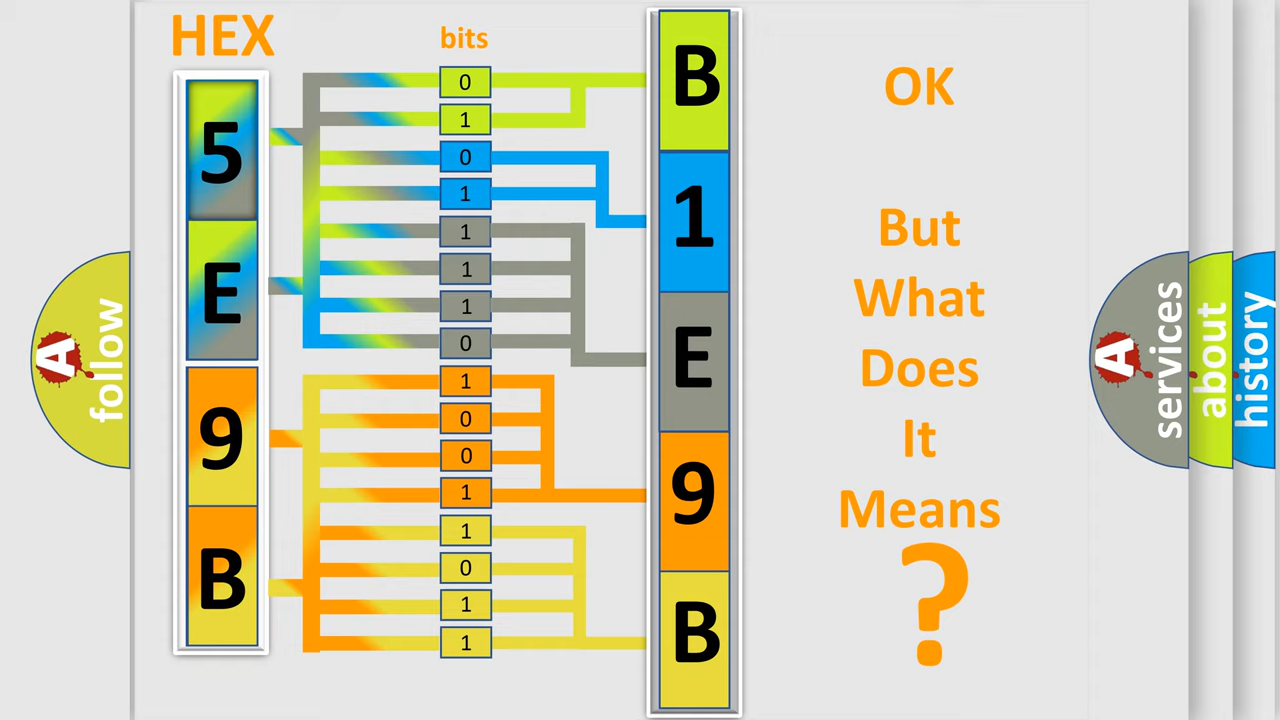 HEX
bits
5
E
9
B
0
1
0
1
1
1
1
0
1
0
0
1
1
0
1
1
B
1
E
9
B
OK
But
What
Does
It
Means
?
A
follow
A
services
about
history